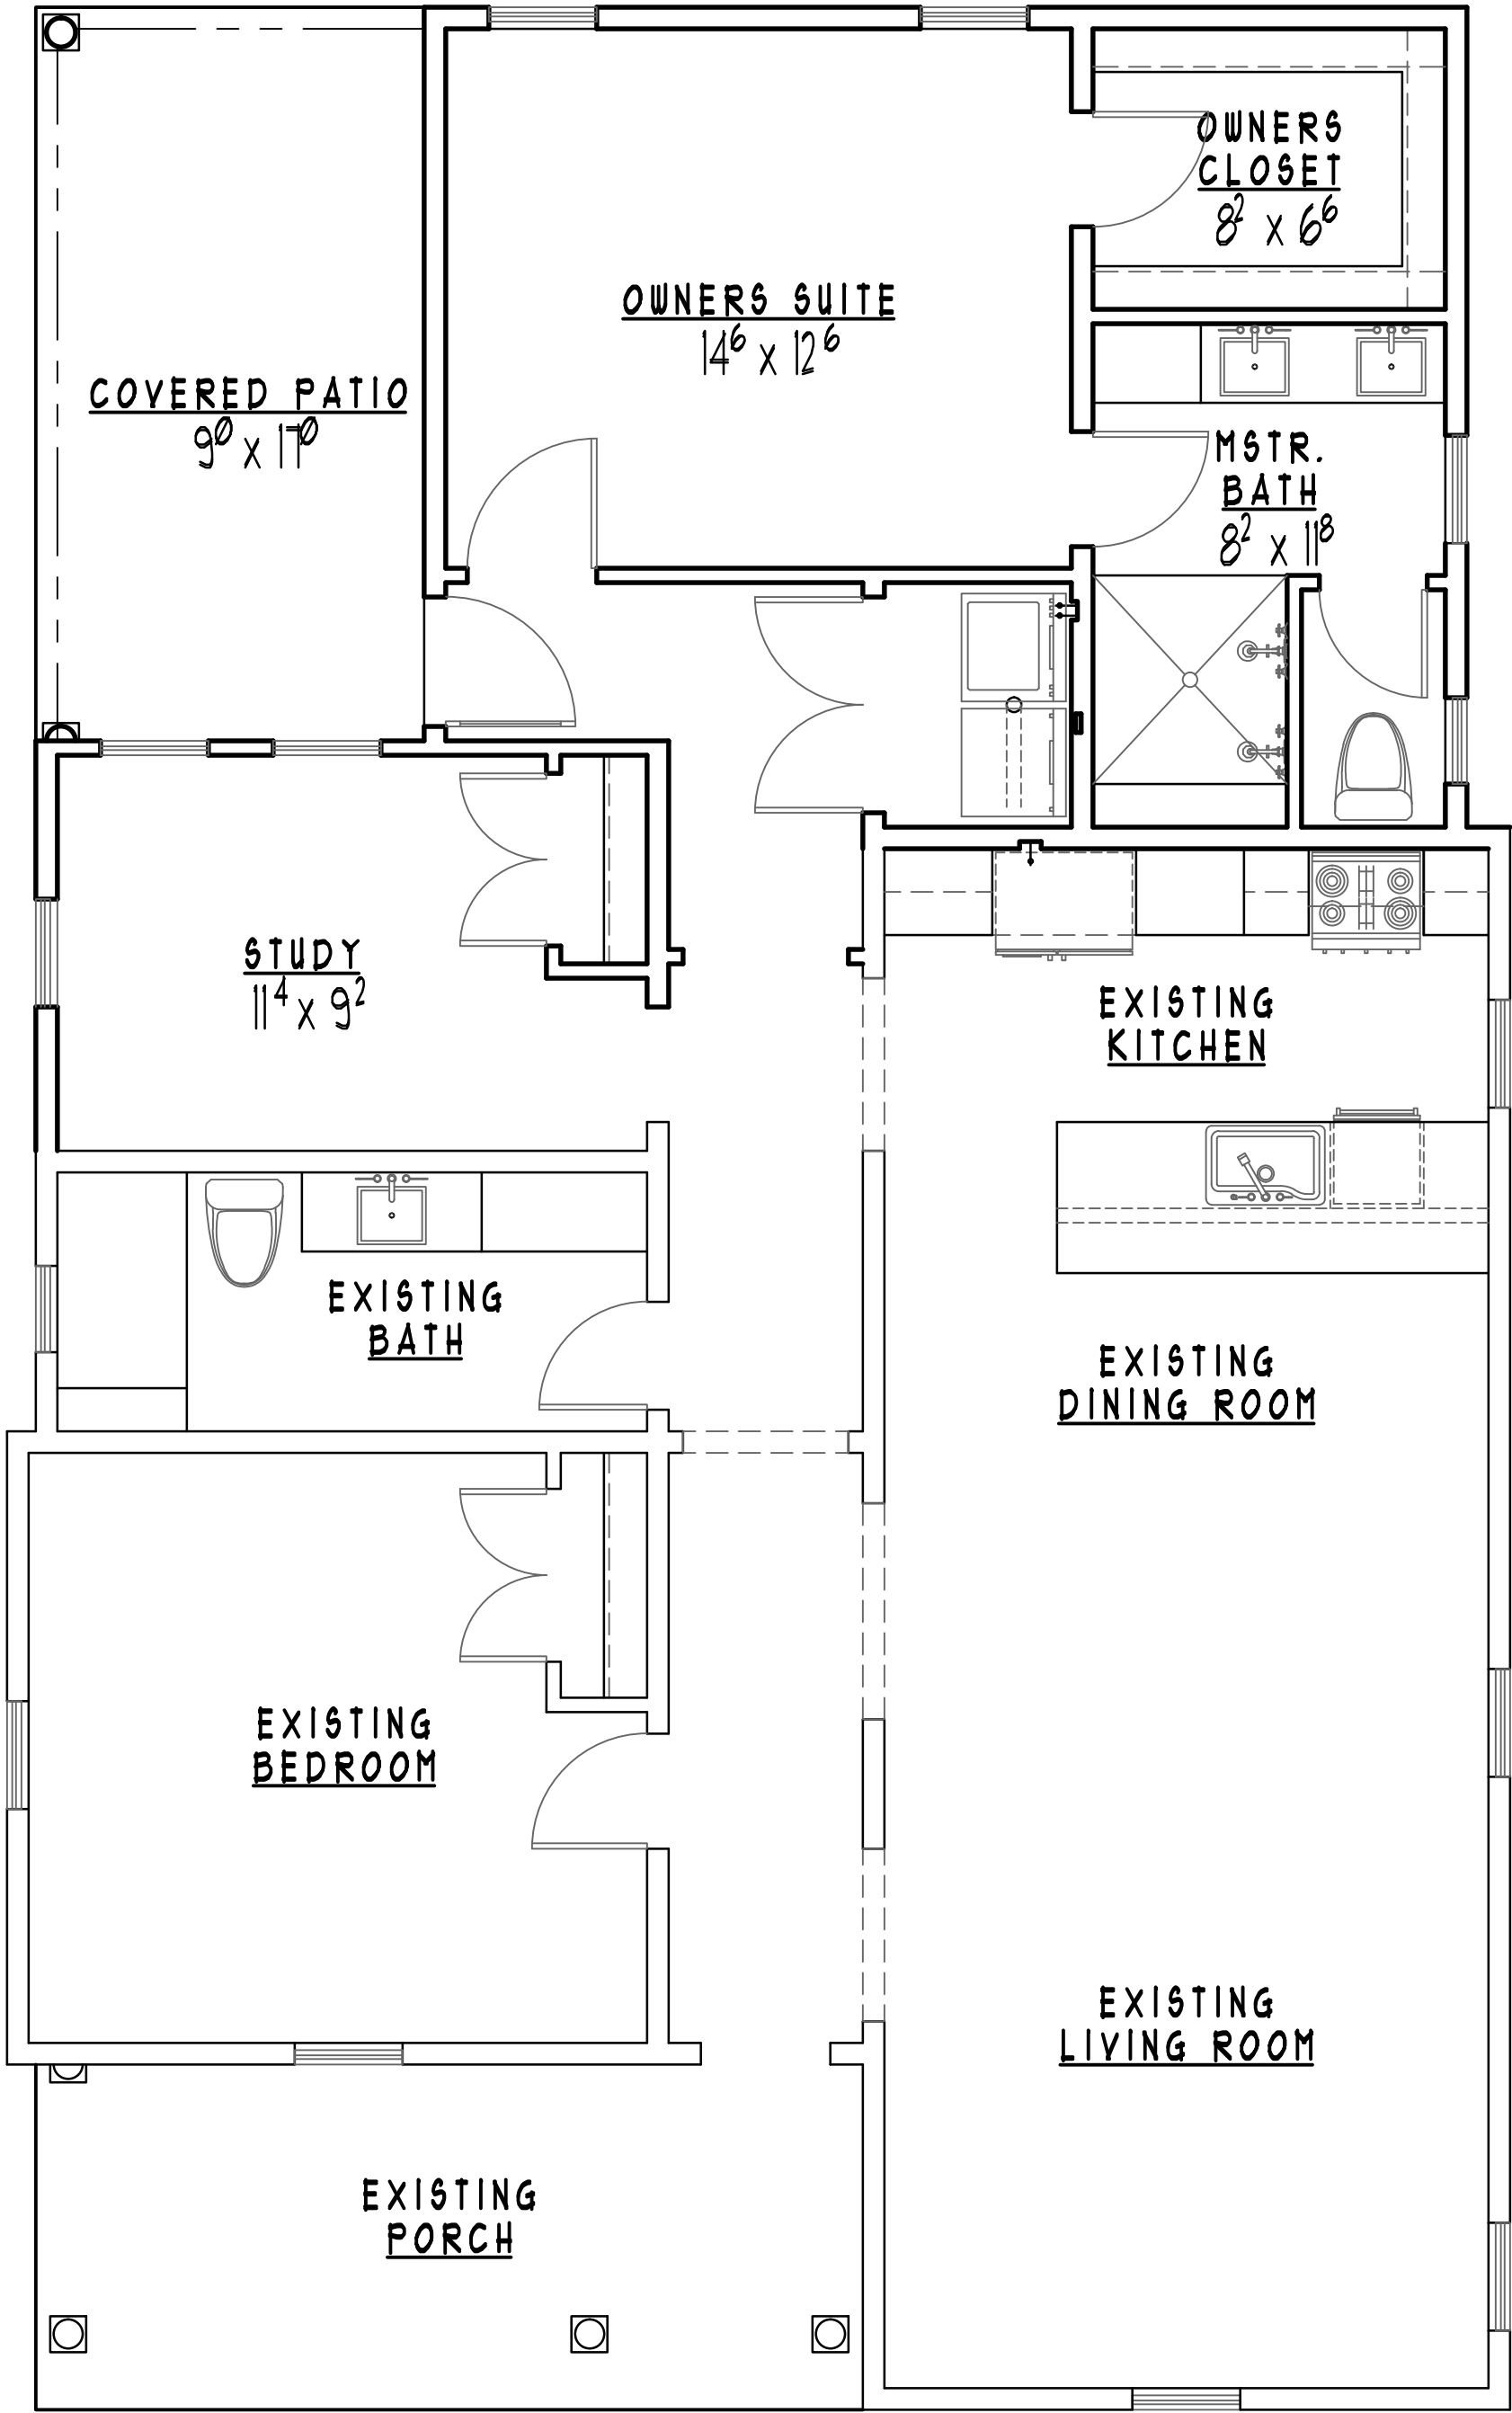 OWNERS
CLOSET
8² x 6⁶
OWNERS SUITE
14⁶ x 12⁶
COVERED PATIO
9⁰ x 17⁰
MSTR.
BATH
8² x 11⁸
STUDY
11⁴ x 9²
EXISTING
KITCHEN
EXISTING
BATH
EXISTING
DINING ROOM
EXISTING
BEDROOM
EXISTING
LIVING ROOM
EXISTING
PORCH